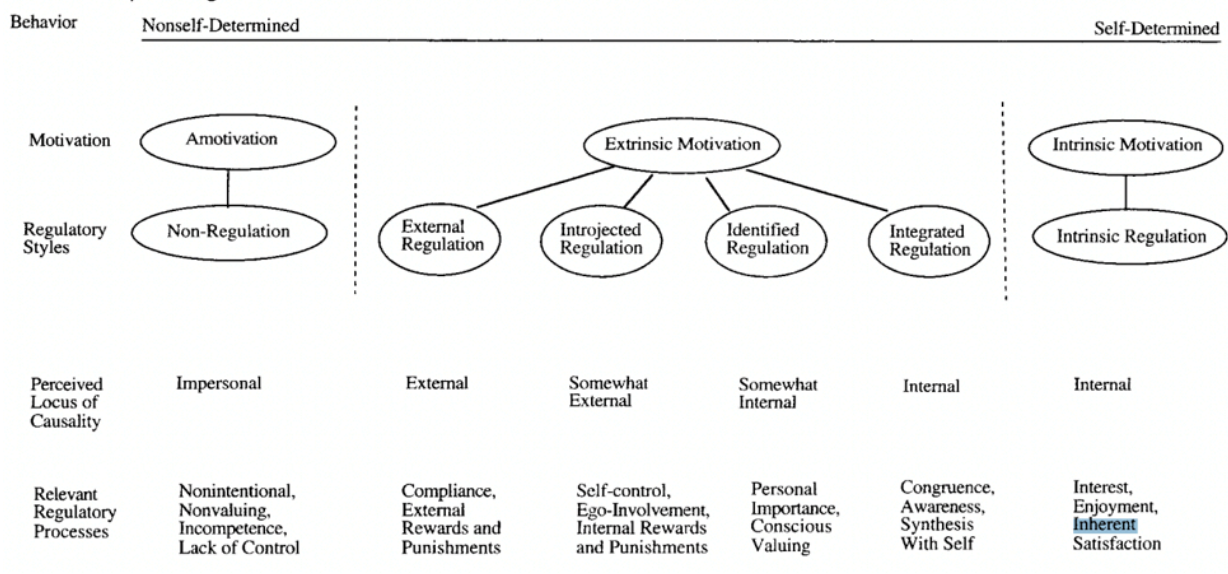 Behavior Nonself-Determined Self-Determined
Motivation Amotivation Extrinsic Motivation Intrinsic Motivation
Regulatory
Styles
Non-Regulation
External
Regulation
Introjected
Regulation
Identified
Regulation
Integrated
Regulation
Intrinsic Regulation
Perceived
Locus of
Causality
Impersonal
External
Somewhat
External
Somewhat
Internal
Internal
Internal
Relevant
Regulatory
Processes
Nonintentional,
Nonvaluing,
Incompetence,
Lack of Control
Compliance,
External
Rewards and
Punishments
Self-control,
Ego-Involvement,
Internal Rewards
and Punishments
Personal
Importance,
Conscious
Valuing
Congruence,
Awareness,
Synthesis
With Self
Interest,
Enjoyment,
Inherent
Satisfaction